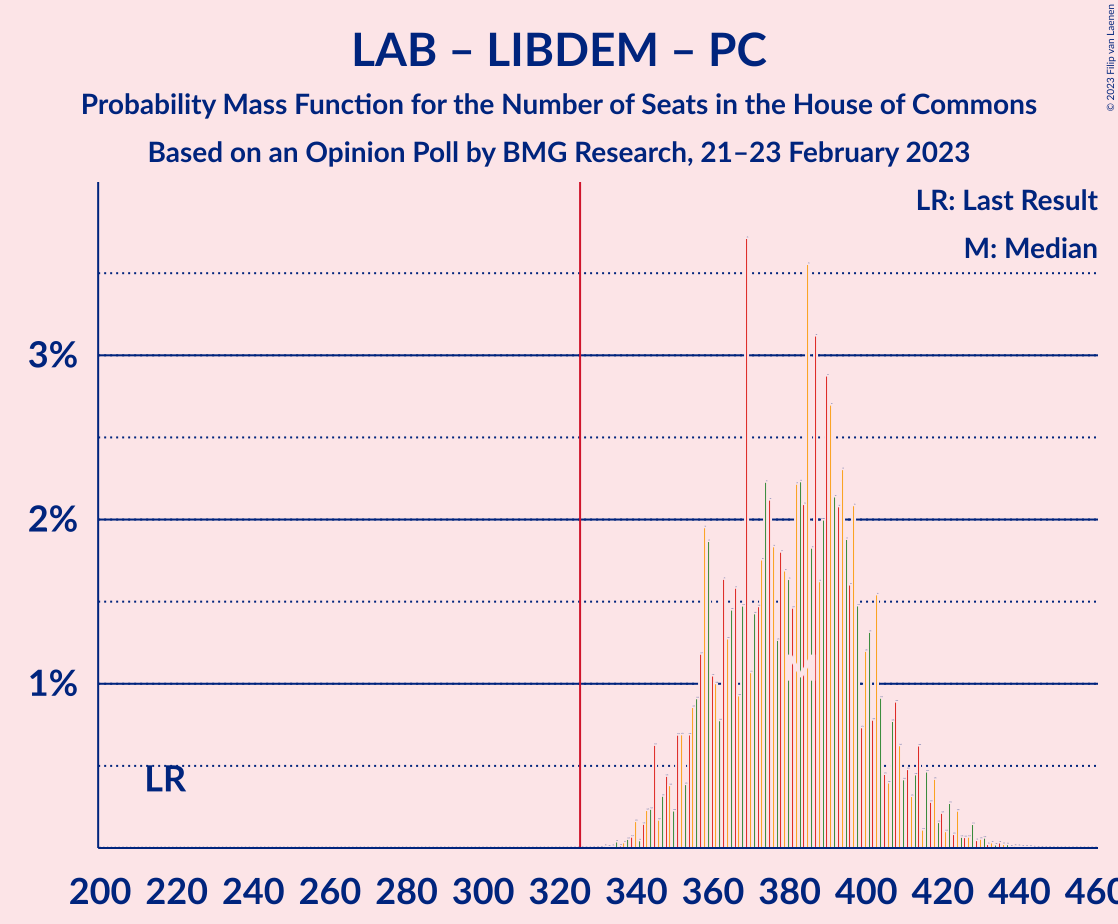 LAB – LIBDEM – PC
Probability Mass Function for the Number of Seats in the House of Commons
Based on an Opinion Poll by BMG Research, 21–23 February 2023
© 2023 Filip van Laenen
LR: Last Result
M: Median
3%
2%
1%
LR
200 220 240 260 280 300 320 340 360 380 400 420 440 460